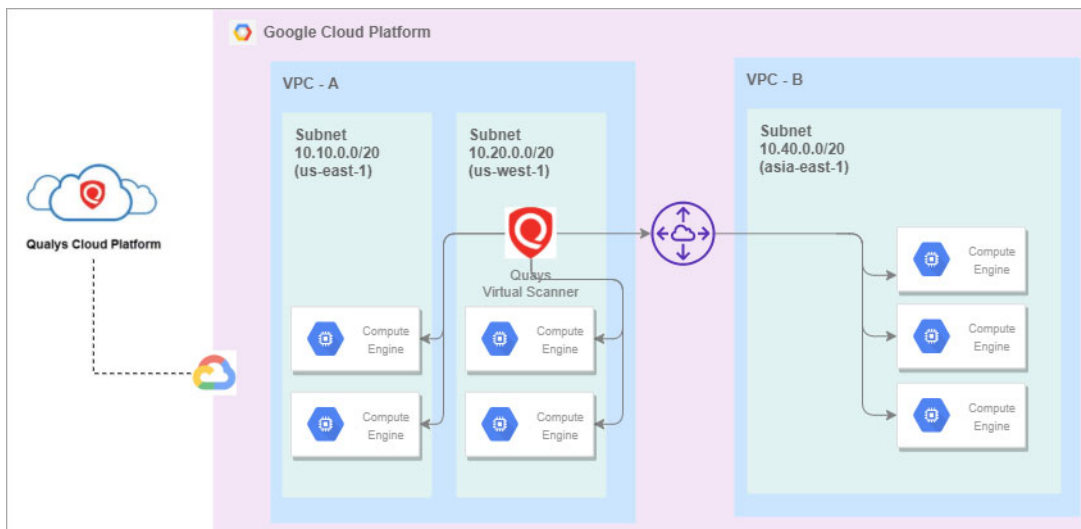 Google Cloud Platform
VPC - A
Subnet
10.10.0.0/20
(us-east-1)
Subnet
10.20.0.0/20
(us-west-1)
VPC - B
Subnet
10.40.0.0/20
(asia-east-1)
Qualys Cloud Platform
Quays
Virtual Scanner
Compute
Engine
Compute
Engine
Compute
Engine
Compute
Engine
Compute
Engine
Compute
Engine
Compute
Engine